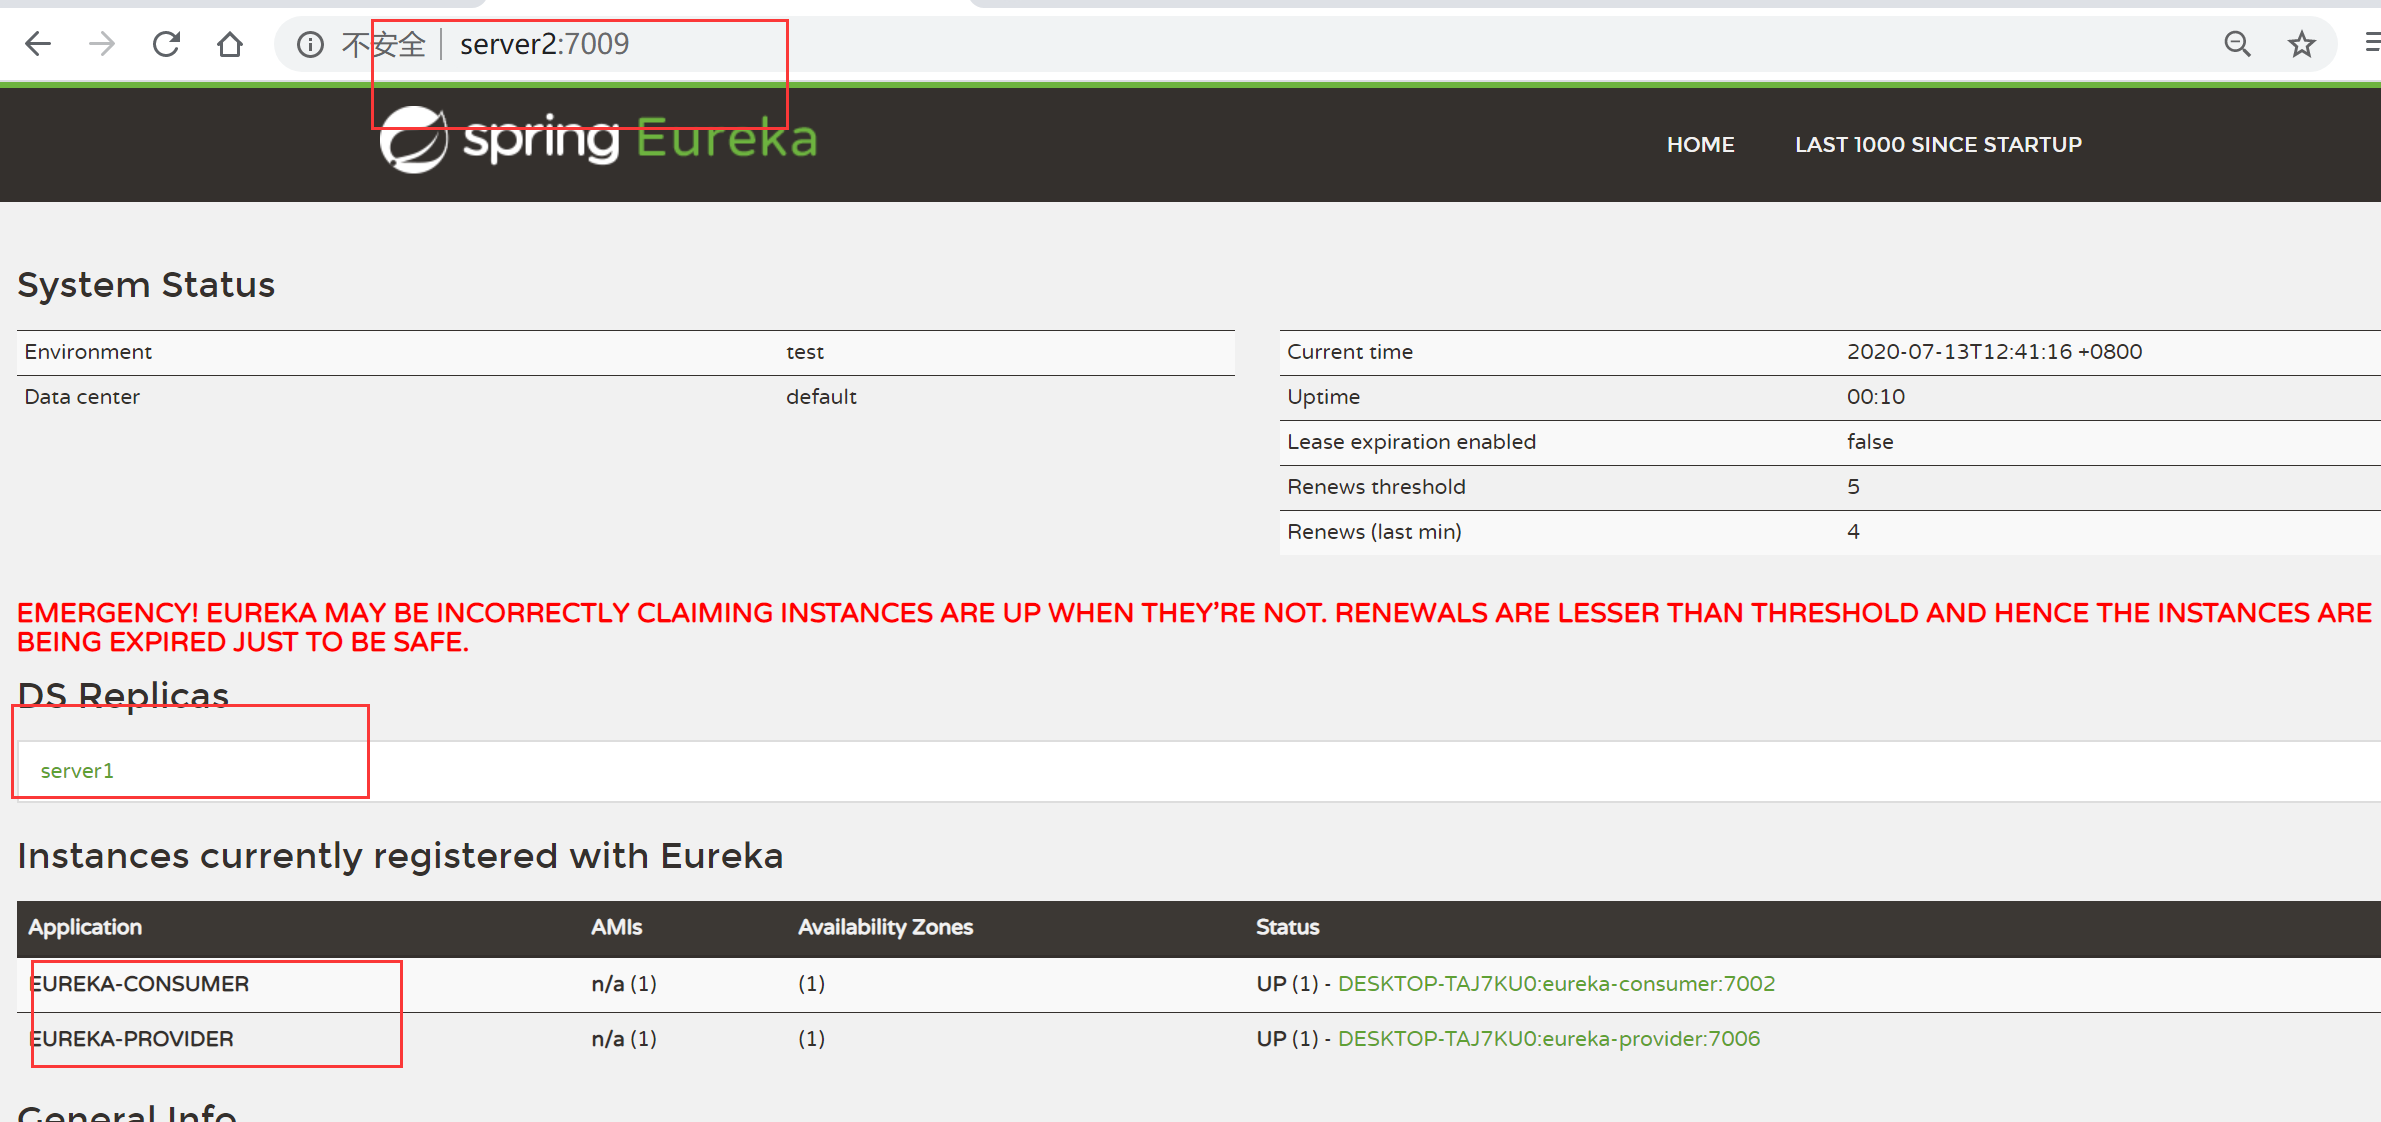 不安全 server2:7009
spring Eureka
HOME LAST 1000 SINCE STARTUP
System Status
Environment test
Data center default
Current time 2020-07-13T12:41:16 +0800
Uptime 00:10
Lease expiration enabled false
Renews threshold 5
Renews (last min) 4
EMERGENCY! EUREKA MAY BE INCORRECTLY CLAIMING INSTANCES ARE UP WHEN THEY'RE NOT. RENEWALS ARE LESSER THAN THRESHOLD AND HENCE THE INSTANCES ARE
BEING EXPIRED JUST TO BE SAFE.
DS Replicas
server1
Instances currently registered with Eureka
Application AMIs Availability Zones Status
EUREKA-CONSUMER n/a (1) (1) UP (1) - DESKTOP-TAJ7KU0:eureka-consumer:7002
EUREKA-PROVIDER n/a (1) (1) UP (1) - DESKTOP-TAJ7KU0:eureka-provider:7006
General Info